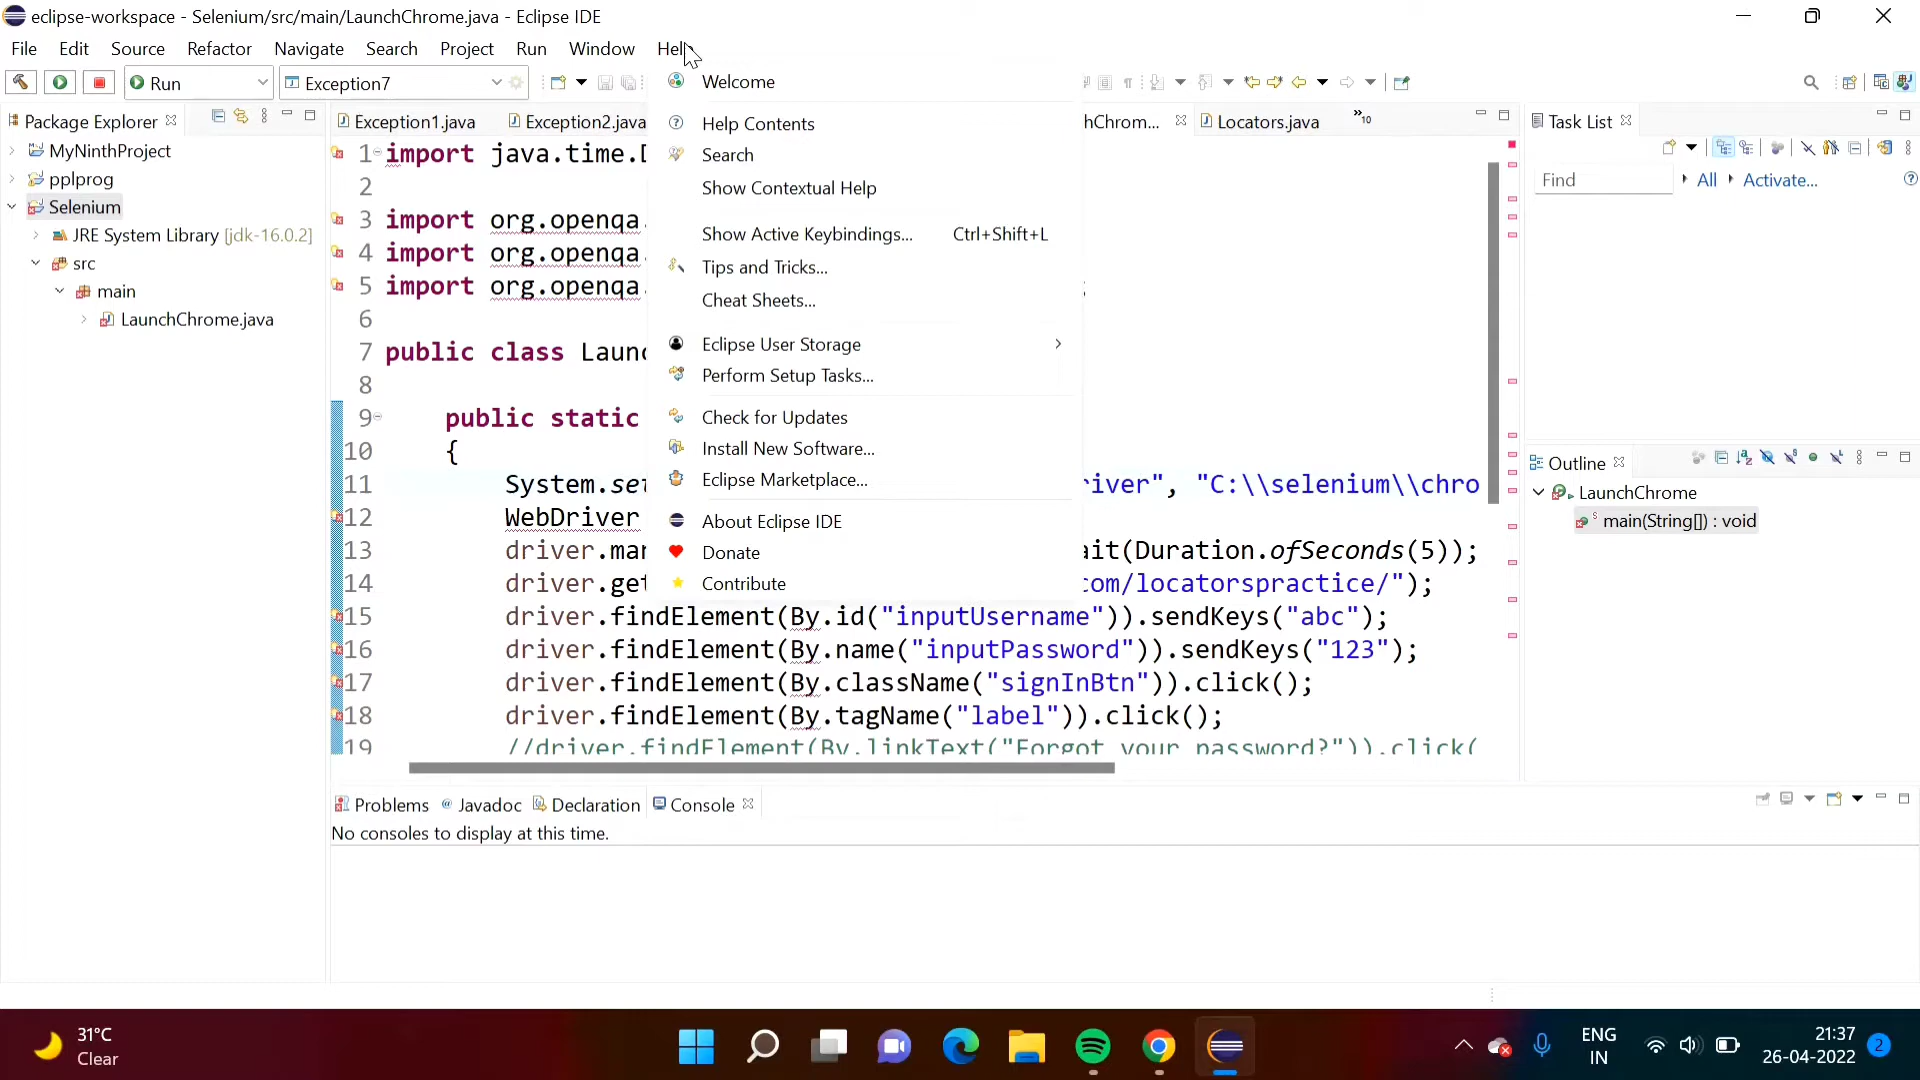 eclipse-workspace - Selenium/src/main/LaunchChrome.java - Eclipse IDE
File Edit Source Refactor Navigate Search Project Run Window Help
Run Exception7
Package Explorer
MyNinthProject
pplprog
Selenium
JRE System Library [jdk-16.0.2]
src
main
LaunchChrome.java
Exception1.java Exception2.java hChrom... Locators.java »10
1 import java.time.D
2
3 import org.openqa.
4 import org.openqa.
5 import org.openqa. ;
6
7 public class Laun
8
9 public static
10 {
11 System.set river", "C:\\selenium\\chro
12 WebDriver
13 driver.man ait(Duration.ofSeconds(5));
14 driver.get com/locatorspractice/");
15 driver.findElement(By.id("inputUsername")).sendKeys("abc");
16 driver.findElement(By.name("inputPassword")).sendKeys("123");
17 driver.findElement(By.className("signInBtn")).click();
18 driver.findElement(By.tagName("label")).click();
19 //driver.findElement(By.linkText("Forgot your password?")).click(
Welcome
Help Contents
Search
Show Contextual Help
Show Active Keybindings... Ctrl+Shift+L
Tips and Tricks...
Cheat Sheets...
Eclipse User Storage
Perform Setup Tasks...
Check for Updates
Install New Software...
Eclipse Marketplace...
About Eclipse IDE
Donate
Contribute
Task List
Find All Activate...
Outline
LaunchChrome
main(String[]) : void
Problems Javadoc Declaration Console
No consoles to display at this time.
31°C
Clear
ENG
IN
21:37
26-04-2022
2